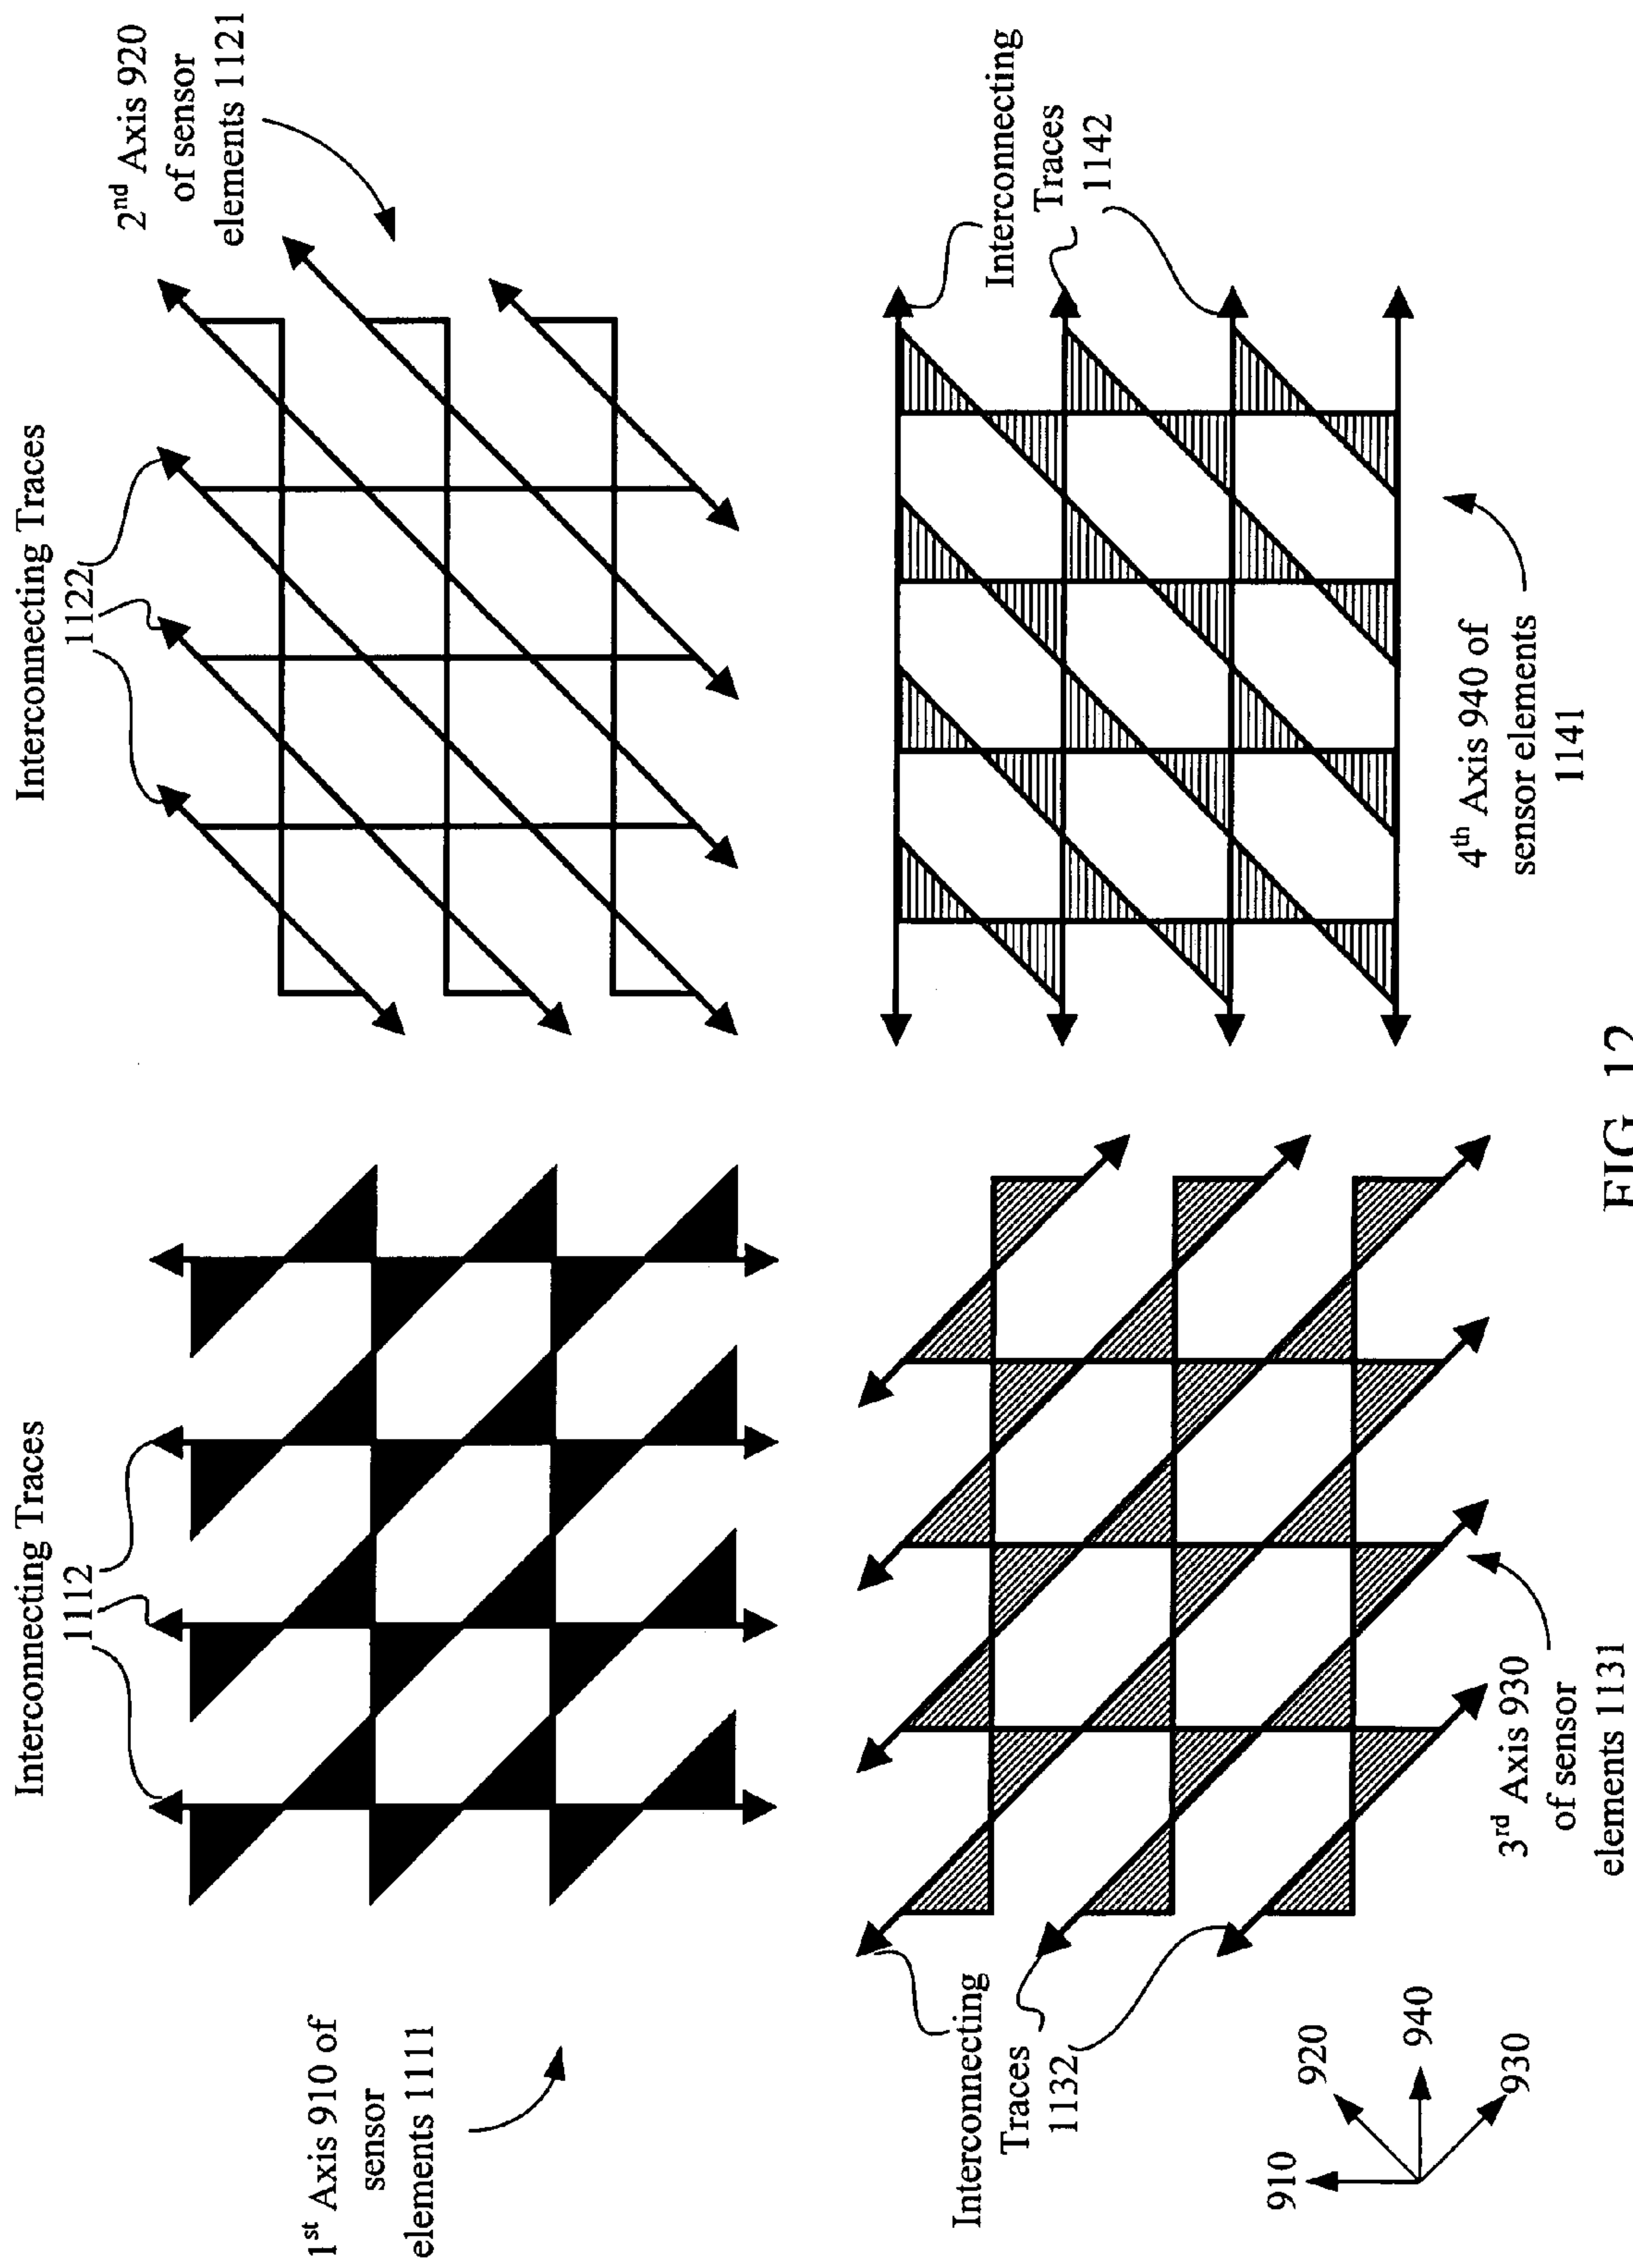 Interconnecting Traces
1112
1st Axis 910 of
sensor
elements 1111
Interconnecting Traces
1122
2nd Axis 920
of sensor
elements 1121
Interconnecting
Traces
1132
3rd Axis 930
of sensor
elements 1131
Interconnecting
Traces
1142
4th Axis 940 of
sensor elements
1141
910
920
940
930
FIG. 12